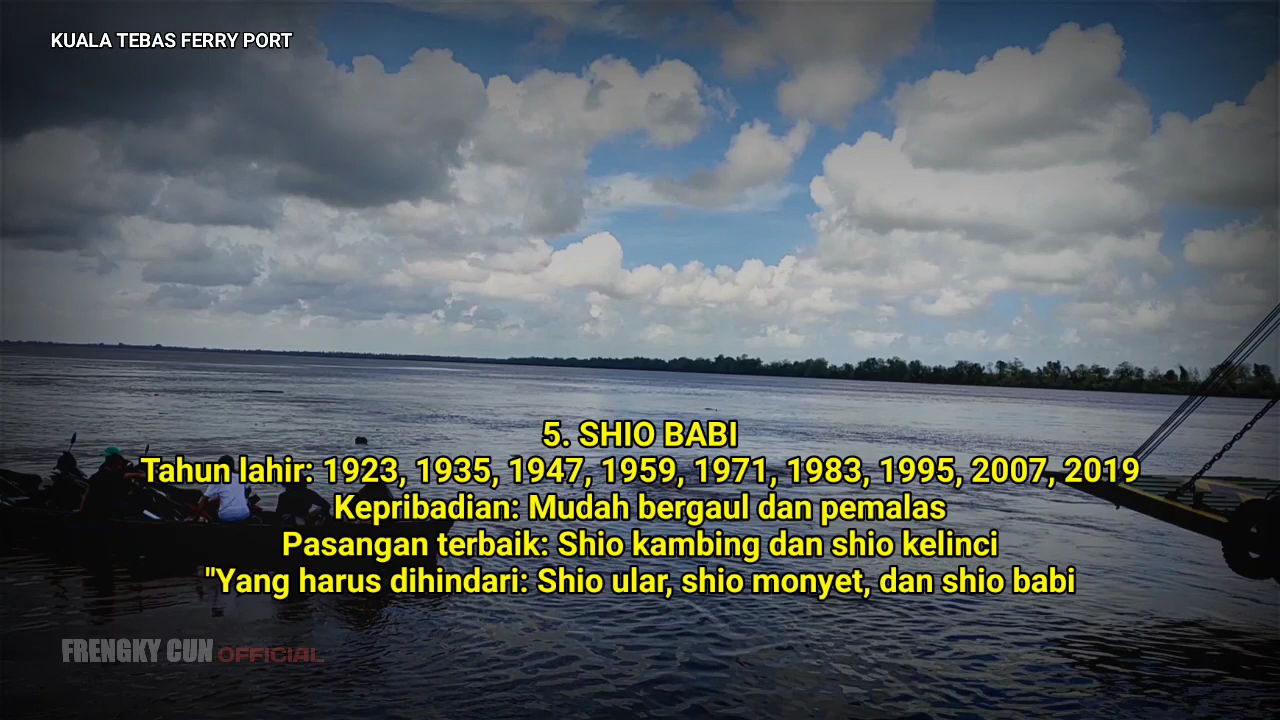 KUALA TEBAS FERRY PORT
5. SHIO BABI
Tahun lahir: 1923, 1935, 1947, 1959, 1971, 1983, 1995, 2007, 2019
Kepribadian: Mudah bergaul dan pemalas
Pasangan terbaik: Shio kambing dan shio kelinci
"Yang harus dihindari: Shio ular, shio monyet, dan shio babi
FRENGKY CUN OFFICIAL